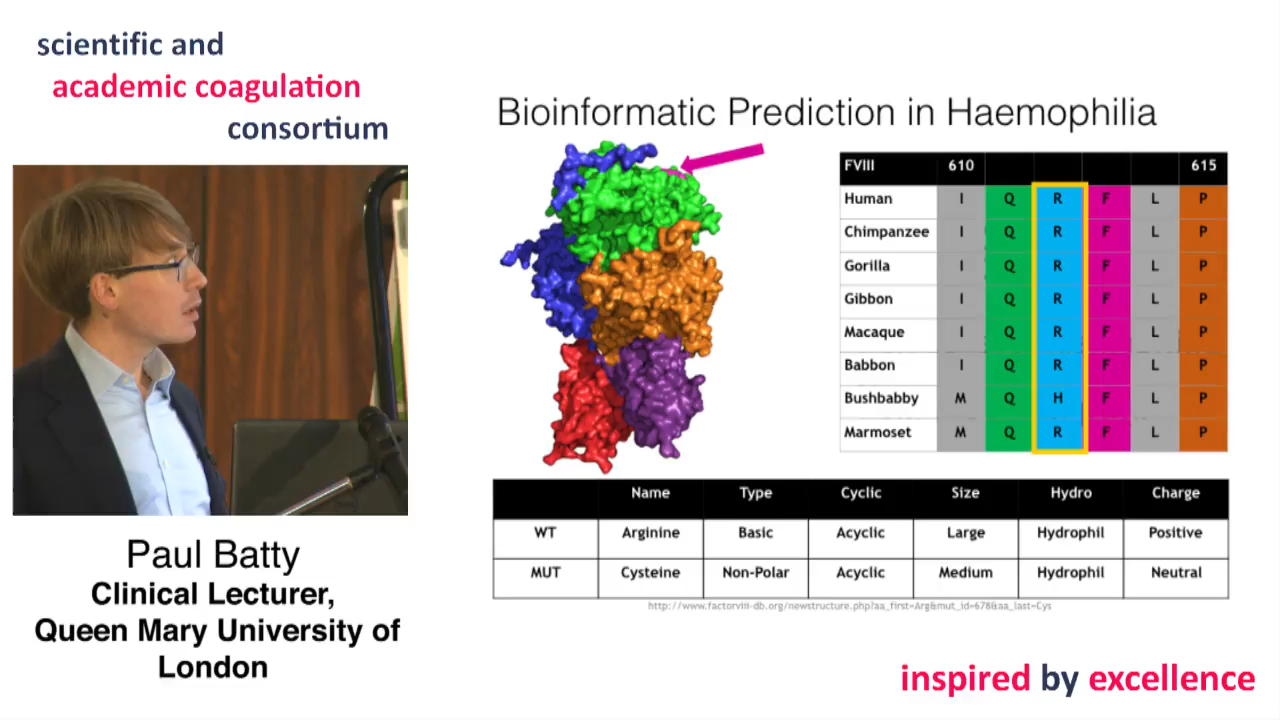 scientific and
academic coagulation
consortium
Bioinformatic Prediction in Haemophilia
FVIII 610 615
Human I Q R F L P
Chimpanzee I Q R F L P
Gorilla I Q R F L P
Gibbon I Q R F L P
Macaque I Q R F L P
Babbon I Q R F L P
Bushbabby M Q H F L P
Marmoset M Q R F L P
Name Type Cyclic Size Hydro Charge
WT Arginine Basic Acyclic Large Hydrophil Positive
MUT Cysteine Non-Polar Acyclic Medium Hydrophil Neutral
http://www.factorviii-db.org/newstructure.php?aa_first=Arg&mut_id=678&aa_last=Cys
Paul Batty
Clinical Lecturer,
Queen Mary University of
London
inspired by excellence